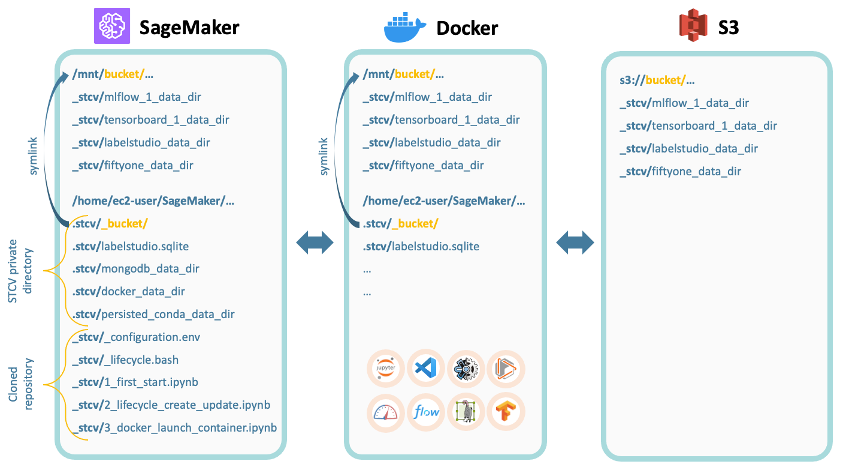 SageMaker
/mnt/bucket/...
_stcv/mlflow_1_data_dir
_stcv/tensorboard_1_data_dir
_stcv/labelstudio_data_dir
_stcv/fiftyone_data_dir
symlink
/home/ec2-user/SageMaker/...
.stcv/_bucket/
.stcv/labelstudio.sqlite
.stcv/mongodb_data_dir
.stcv/docker_data_dir
.stcv/persisted_conda_data_dir
STCV private
directory
_stcv/_configuration.env
_stcv/_lifecycle.bash
_stcv/1_first_start.ipynb
_stcv/2_lifecycle_create_update.ipynb
_stcv/3_docker_launch_container.ipynb
Cloned
repository
Docker
/mnt/bucket/...
_stcv/mlflow_1_data_dir
_stcv/tensorboard_1_data_dir
_stcv/labelstudio_data_dir
_stcv/fiftyone_data_dir
symlink
/home/ec2-user/SageMaker/...
.stcv/_bucket/
.stcv/labelstudio.sqlite
...
...
jupyter
flow
S3
s3://bucket/...
_stcv/mlflow_1_data_dir
_stcv/tensorboard_1_data_dir
_stcv/labelstudio_data_dir
_stcv/fiftyone_data_dir